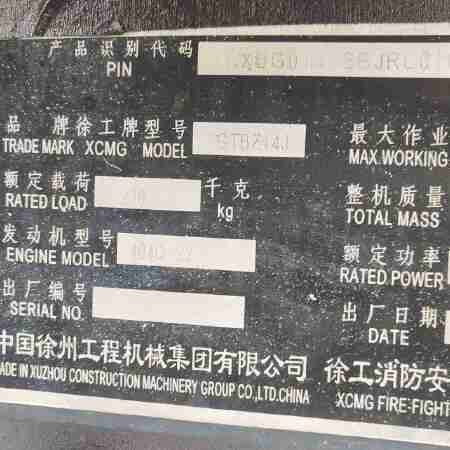 产品识别代码
PIN
品牌徐工牌型号 GTBZ14J 最大作业
TRADE MARK XCMG MODEL MAX.WORKING
额定载荷 千克 整机质量
RATED LOAD kg TOTAL MASS
发动机型号 额定功率
ENGINE MODEL RATED POWER
出厂编号 出厂日期
SERIAL NO. DATE
中国徐州工程机械集团有限公司 徐工消防安
MADE IN XUZHOU CONSTRUCTION MACHINERY GROUP CO.,LTD.CHINA XCMG FIRE-FIGHT